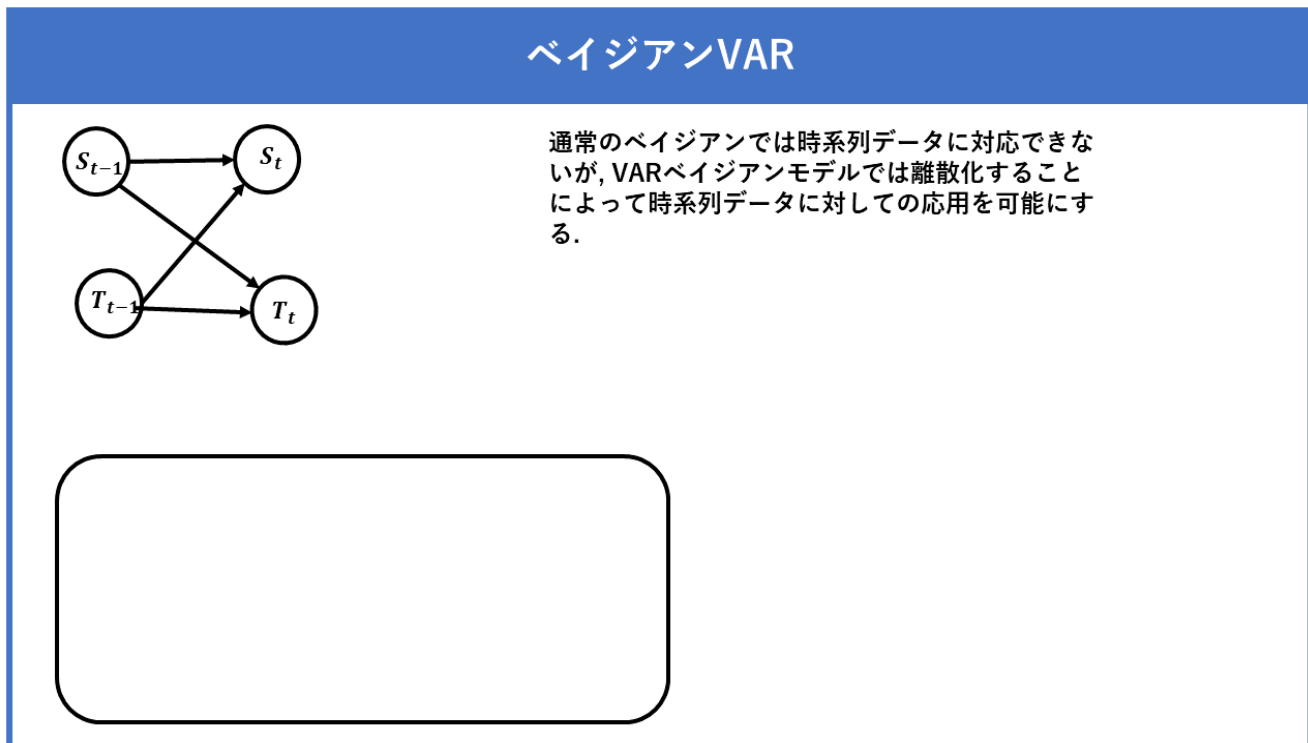 ベイジアンVAR
S_{t-1}
S_t
通常のベイジアンでは時系列データに対応できな
いが, VARベイジアンモデルでは離散化すること
によって時系列データに対しての応用を可能にす
る.
T_{t-1}
T_t